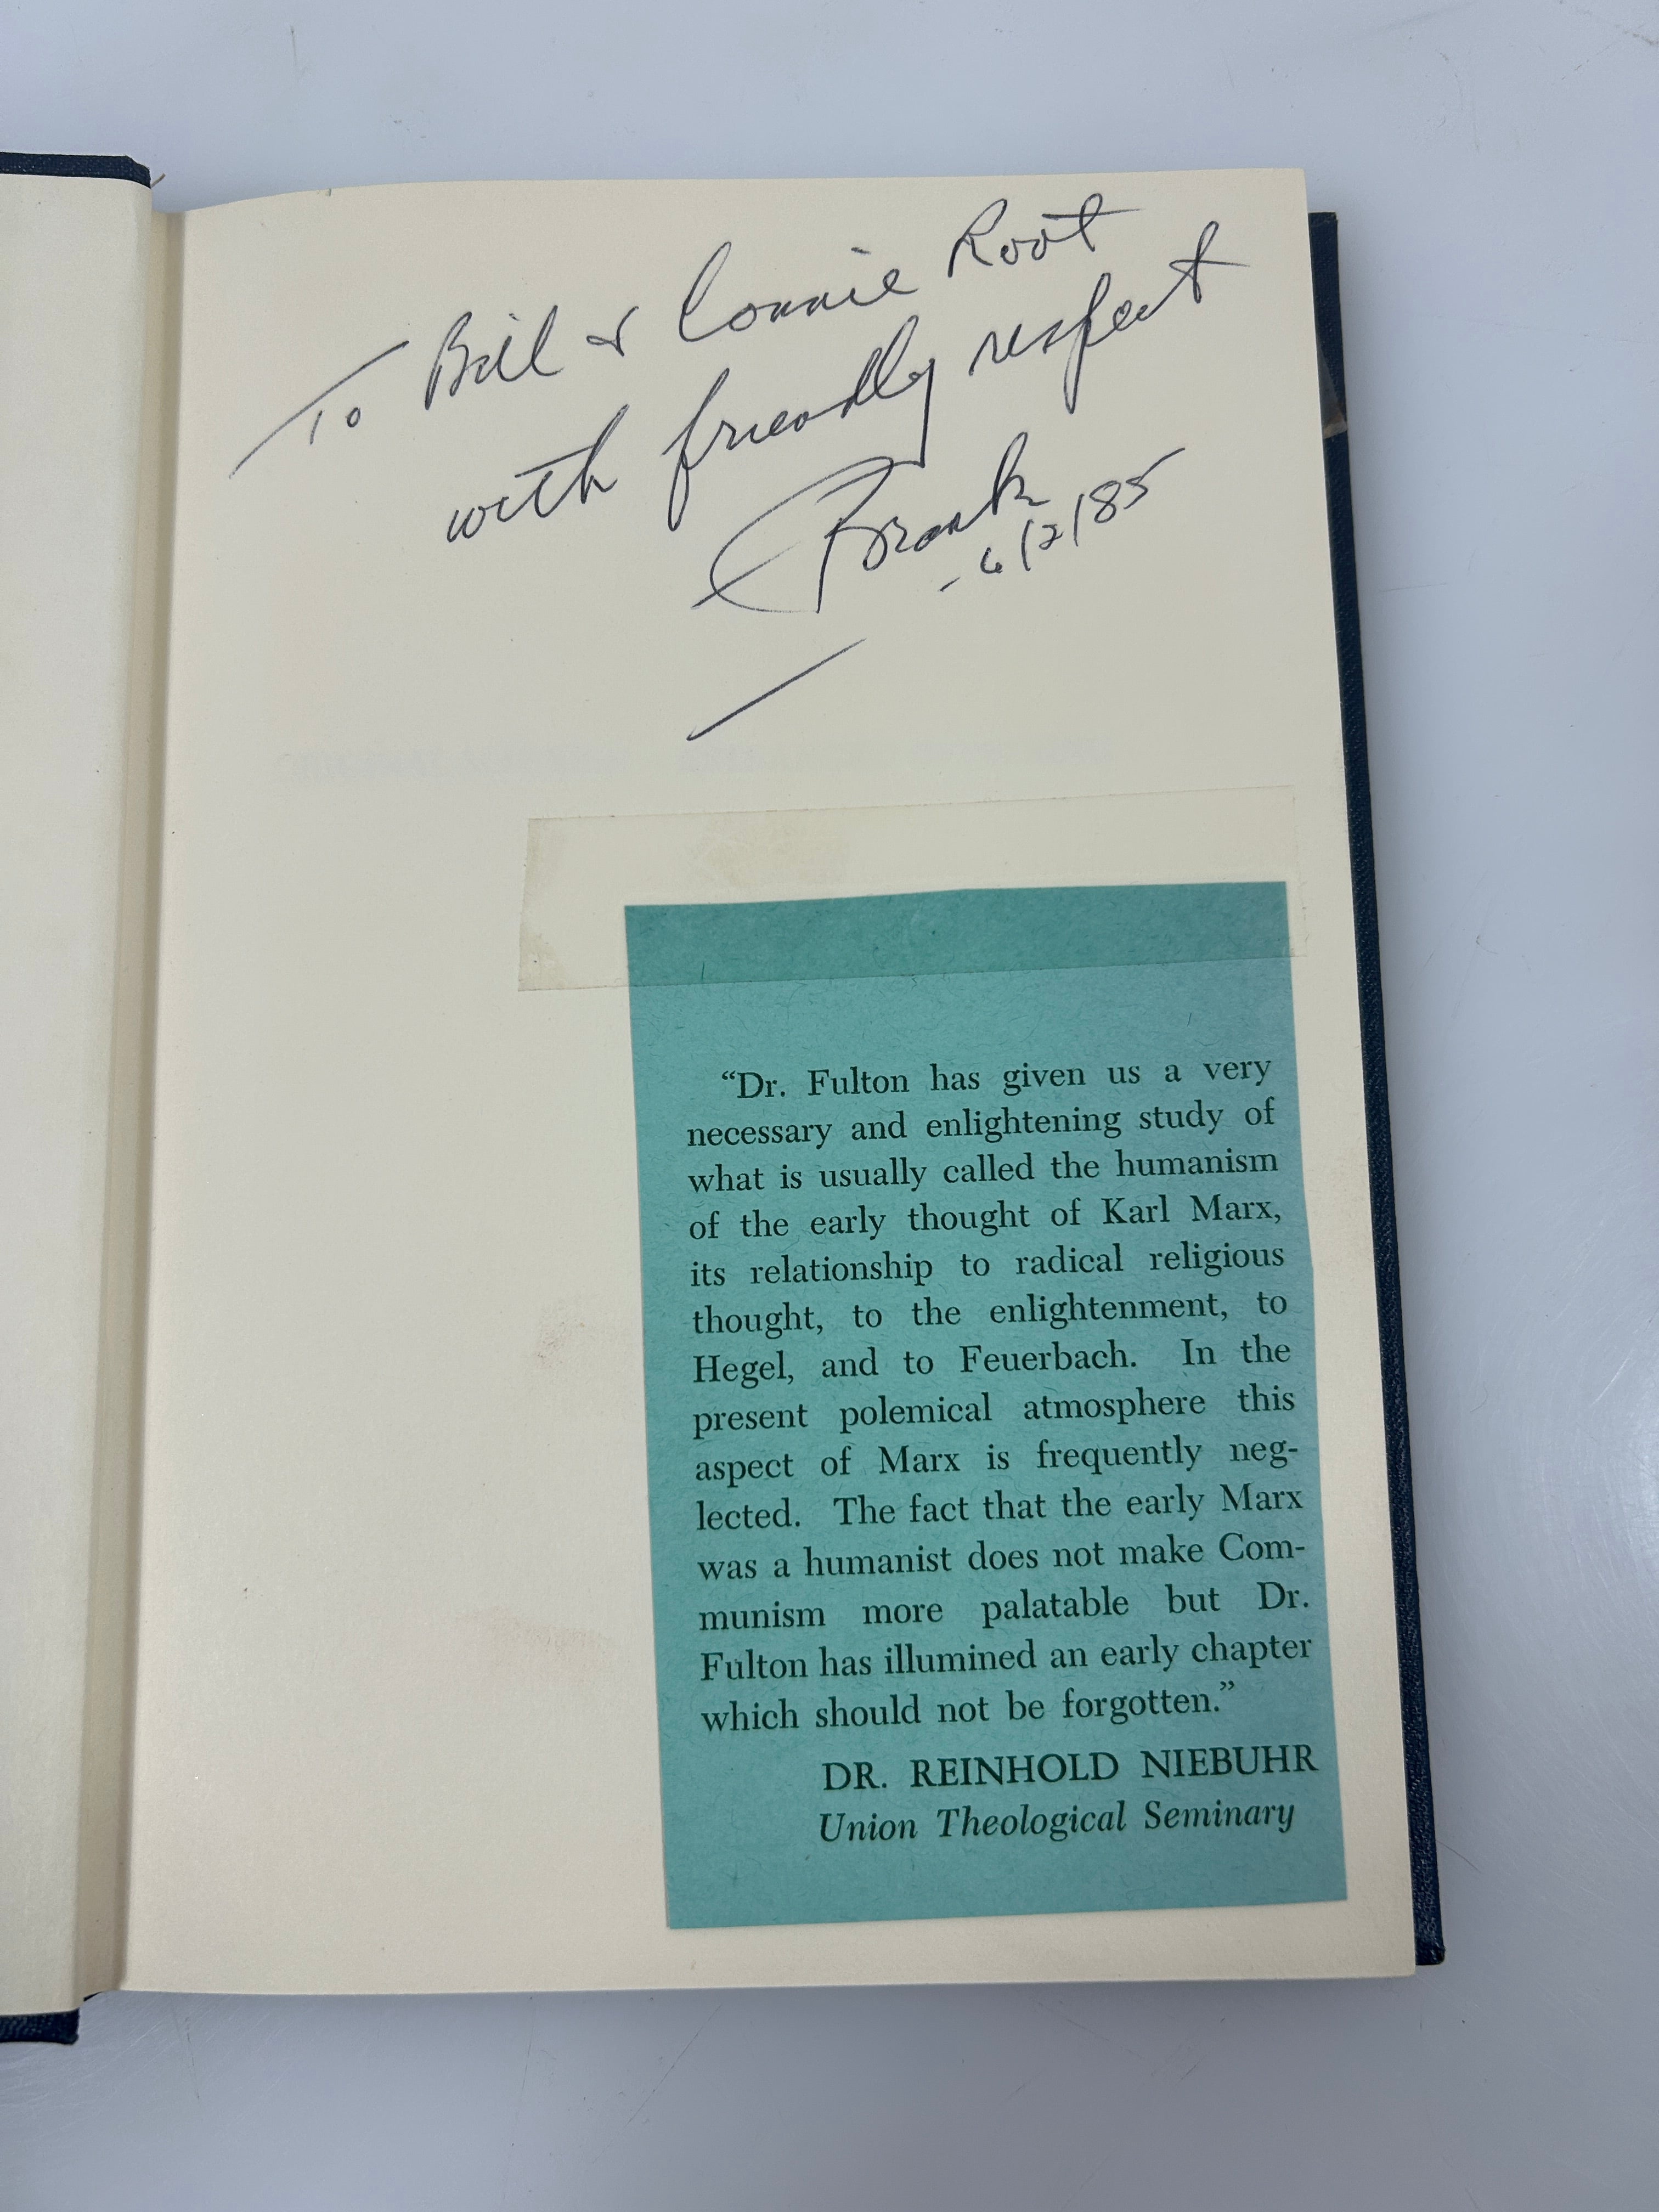 To Bill & Connie Root
with friendly respect
Brank
- 6/2/85
“Dr. Fulton has given us a very
necessary and enlightening study of
what is usually called the humanism
of the early thought of Karl Marx,
its relationship to radical religious
thought, to the enlightenment, to
Hegel, and to Feuerbach. In the
present polemical atmosphere this
aspect of Marx is frequently neg-
lected. The fact that the early Marx
was a humanist does not make Com-
munism more palatable but Dr.
Fulton has illumined an early chapter
which should not be forgotten.”
DR. REINHOLD NIEBUHR
Union Theological Seminary